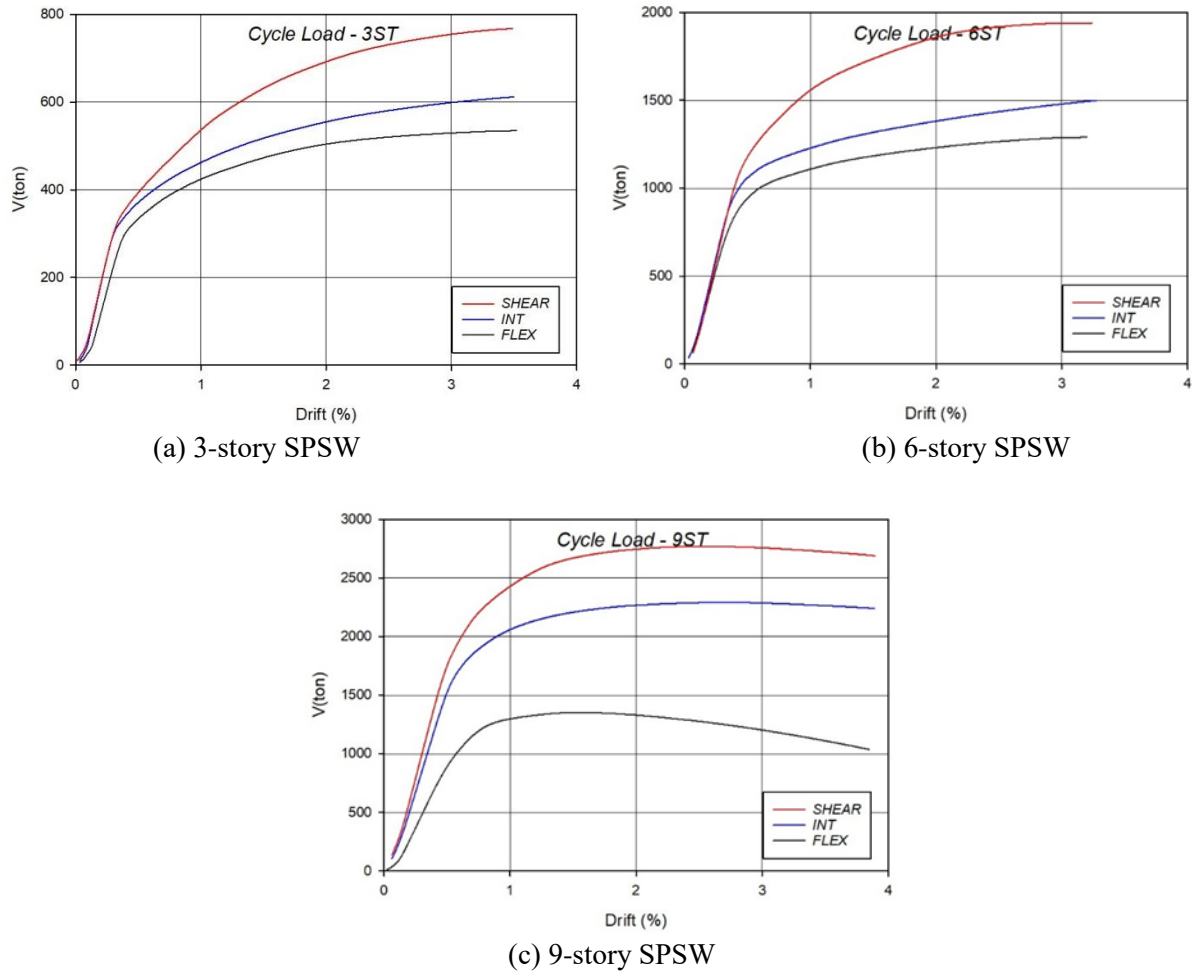 Cycle Load - 3ST
V(ton)
800
600
400
200
0
0 1 2 3 4
Drift (%)
SHEAR
INT
FLEX
(a) 3-story SPSW
Cycle Load - 6ST
V(ton)
2000
1500
1000
500
0
0 1 2 3 4
Drift (%)
SHEAR
INT
FLEX
(b) 6-story SPSW
Cycle Load - 9ST
V(ton)
3000
2500
2000
1500
1000
500
0
0 1 2 3 4
Drift (%)
SHEAR
INT
FLEX
(c) 9-story SPSW